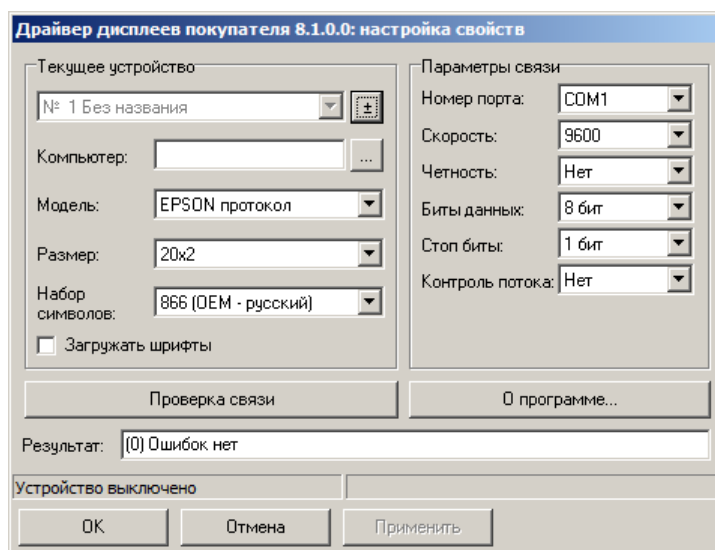 Драйвер дисплеев покупателя 8.1.0.0: настройка свойств
Текущее устройство
№ 1 Без названия
±
Компьютер:
...
Модель: EPSON протокол
Размер: 20x2
Набор
символов: 866 (OEM - русский)
Загружать шрифты
Параметры связи
Номер порта: COM1
Скорость: 9600
Четность: Нет
Биты данных: 8 бит
Стоп биты: 1 бит
Контроль потока: Нет
Проверка связи
О программе...
Результат: (0) Ошибок нет
Устройство выключено
OK
Отмена
Применить